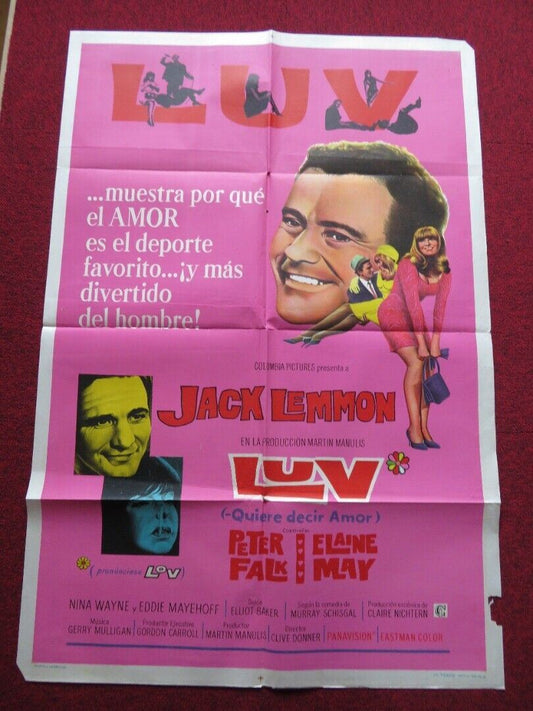 LUV
...muestra por qué
el AMOR
es el deporte
favorito...¡y más
divertido
del hombre!
COLUMBIA PICTURES presenta a
JACK LEMMON
EN LA PRODUCCION MARTIN MANULIS
LUV
(-Quiere decir Amor)
PETER FALK
ELAINE MAY
(pronúnciese LOV)
NINA WAYNE y EDDIE MAYEHOFF
Guión
ELLIOT BAKER
Según la comedia de
MURRAY SCHISGAL
Producción escénica de
CLAIRE NICHTERN
Música
GERRY MULLIGAN
Productor Ejecutivo
GORDON CARROLL
Productor
MARTIN MANULIS
Director
CLIVE DONNER
PANAVISION®
EASTMAN COLOR